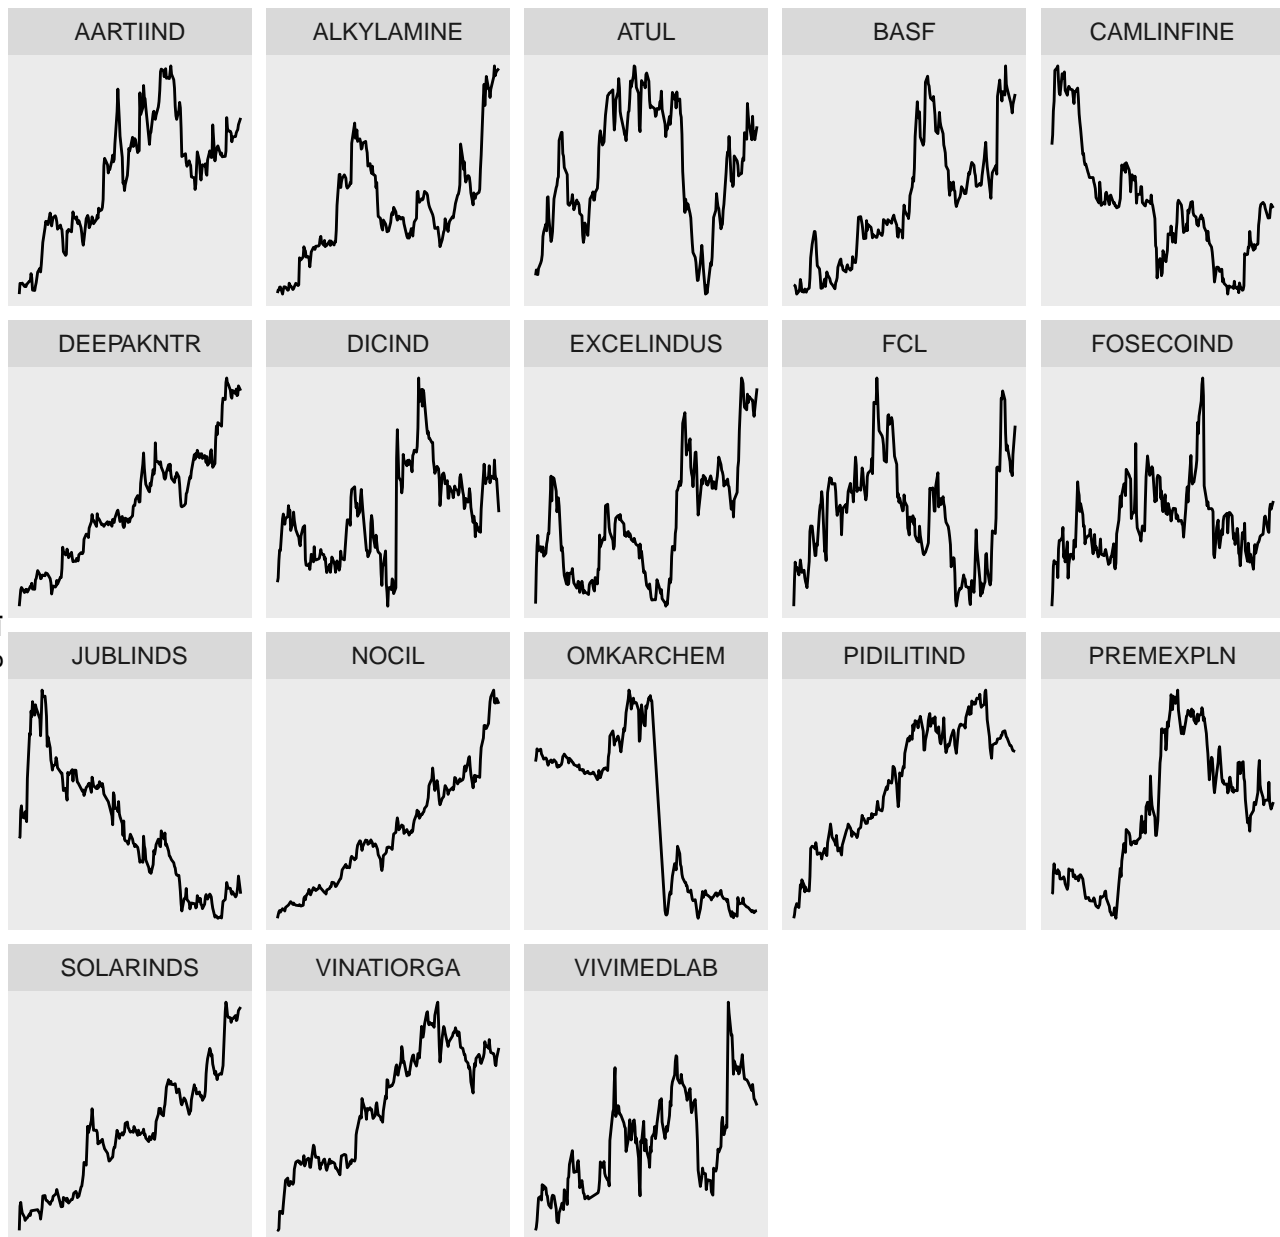 AARTIIND
ALKYLAMINE
ATUL
BASF
CAMLINFINE
DEEPAKNTR
DICIND
EXCELINDUS
FCL
FOSECOIND
JUBLINDS
NOCIL
OMKARCHEM
PIDILITIND
PREMEXPLN
SOLARINDS
VINATIORGA
VIVIMEDLAB